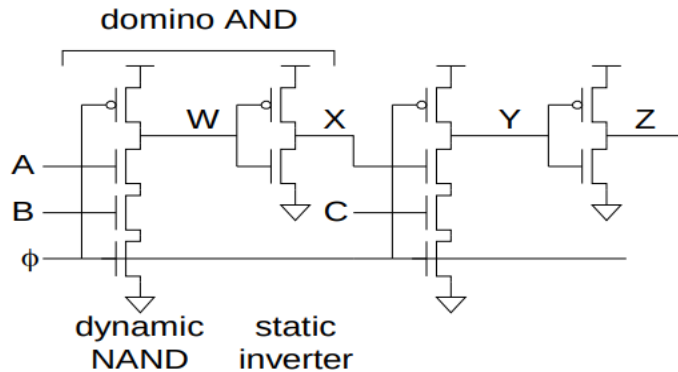 domino AND
W
X
Y
Z
A
B
C
ϕ
dynamic
NAND
static
inverter